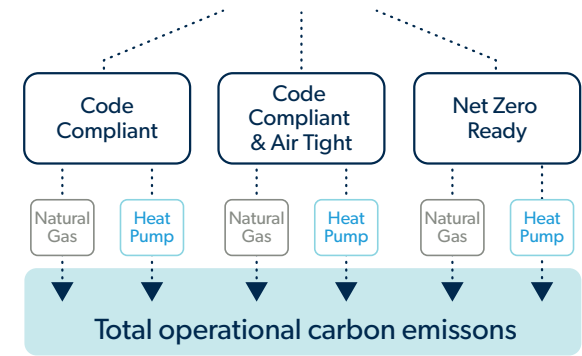 Code
Compliant
Code
Compliant
& Air Tight
Net Zero
Ready
Natural
Gas
Heat
Pump
Natural
Gas
Heat
Pump
Natural
Gas
Heat
Pump
Total operational carbon emissons